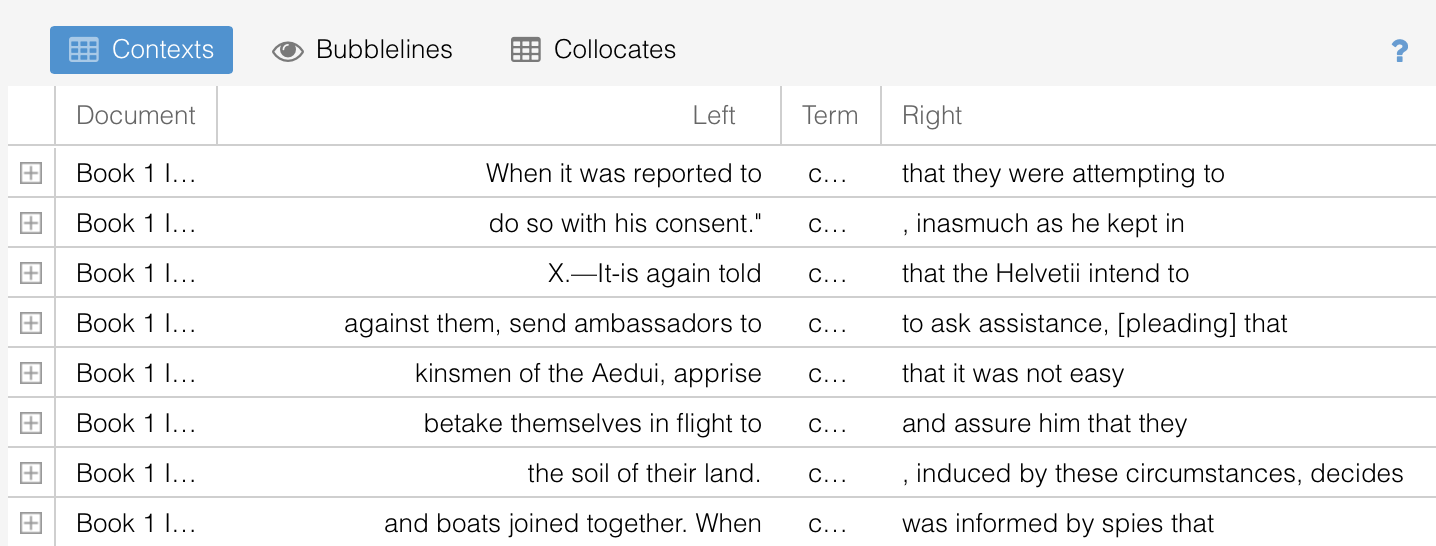 Contexts Bubblelines Collocates ?
Document Left Term Right
Book 1 I… When it was reported to c… that they were attempting to
Book 1 I… do so with his consent." c… , inasmuch as he kept in
Book 1 I… X.—It-is again told c… that the Helvetii intend to
Book 1 I… against them, send ambassadors to c… to ask assistance, [pleading] that
Book 1 I… kinsmen of the Aedui, apprise c… that it was not easy
Book 1 I… betake themselves in flight to c… and assure him that they
Book 1 I… the soil of their land. c… , induced by these circumstances, decides
Book 1 I… and boats joined together. When c… was informed by spies that